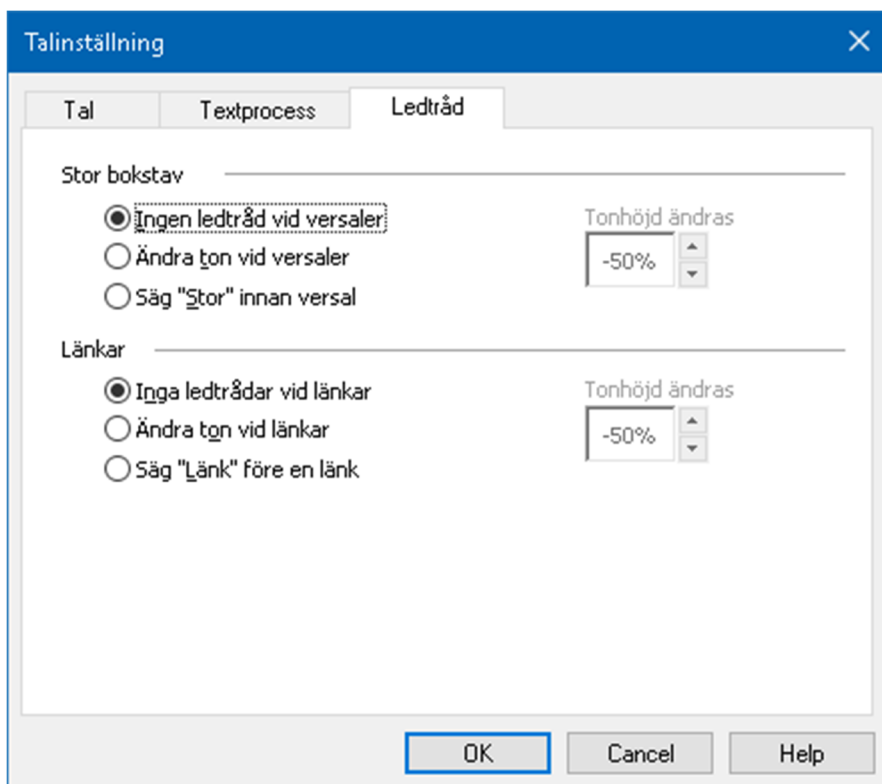 Talinställning
Tal Textprocess Ledtråd
Stor bokstav
Ingen ledtråd vid versaler Tonhöjd ändras
Ändra ton vid versaler -50%
Säg "Stor" innan versal
Länkar
Inga ledtrådar vid länkar Tonhöjd ändras
Ändra ton vid länkar -50%
Säg "Länk" före en länk
OK Cancel Help